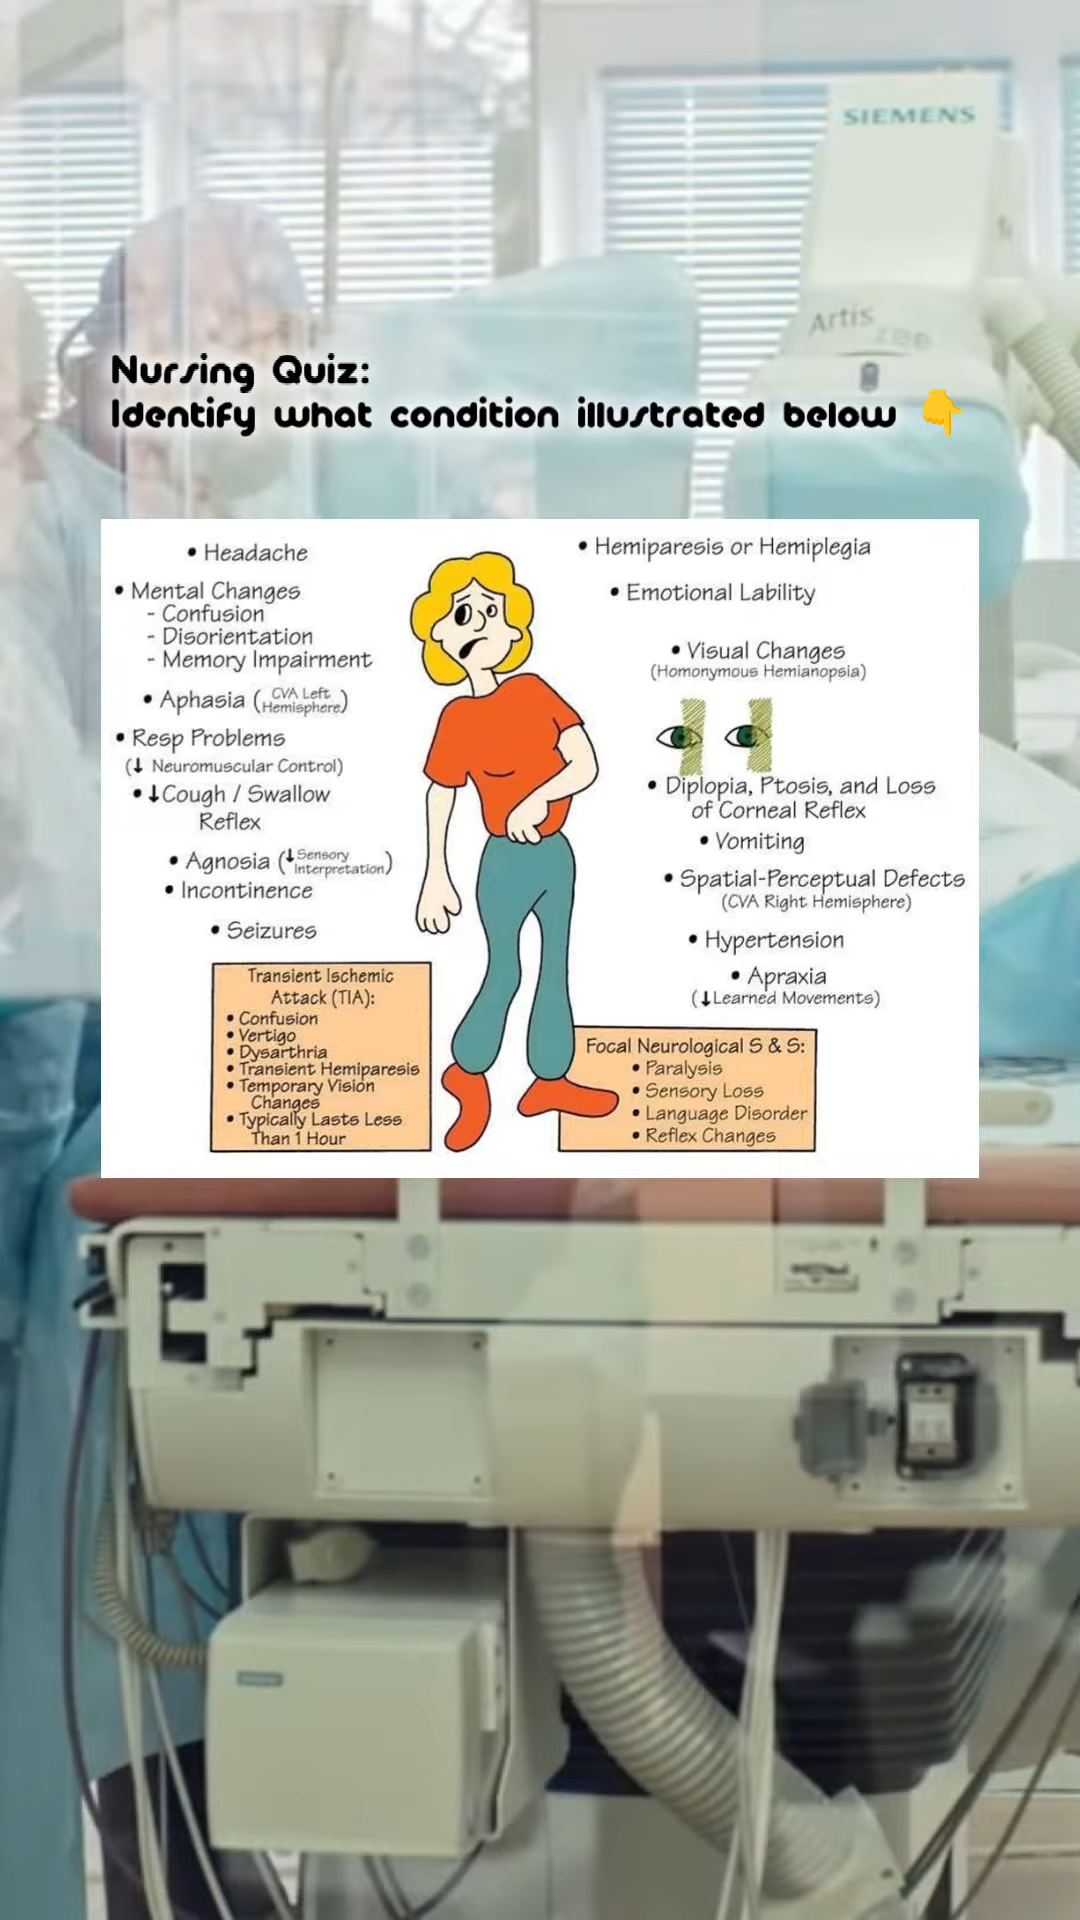 SIEMENS
Artis
zee
Nursing Quiz:
Identify what condition illustrated below 👇
• Headache
• Mental Changes
- Confusion
- Disorientation
- Memory Impairment
• Aphasia (CVA Left
Hemisphere)
• Resp Problems
(↓ Neuromuscular Control)
• ↓Cough / Swallow
Reflex
• Agnosia (↓Sensory
Interpretation)
• Incontinence
• Seizures
Transient Ischemic
Attack (TIA):
• Confusion
• Vertigo
• Dysarthria
• Transient Hemiparesis
• Temporary Vision
Changes
• Typically Lasts Less
Than 1 Hour
• Hemiparesis or Hemiplegia
• Emotional Lability
• Visual Changes
(Homonymous Hemianopsia)
• Diplopia, Ptosis, and Loss
of Corneal Reflex
• Vomiting
• Spatial-Perceptual Defects
(CVA Right Hemisphere)
• Hypertension
• Apraxia
(↓Learned Movements)
Focal Neurological S & S:
• Paralysis
• Sensory Loss
• Language Disorder
• Reflex Changes